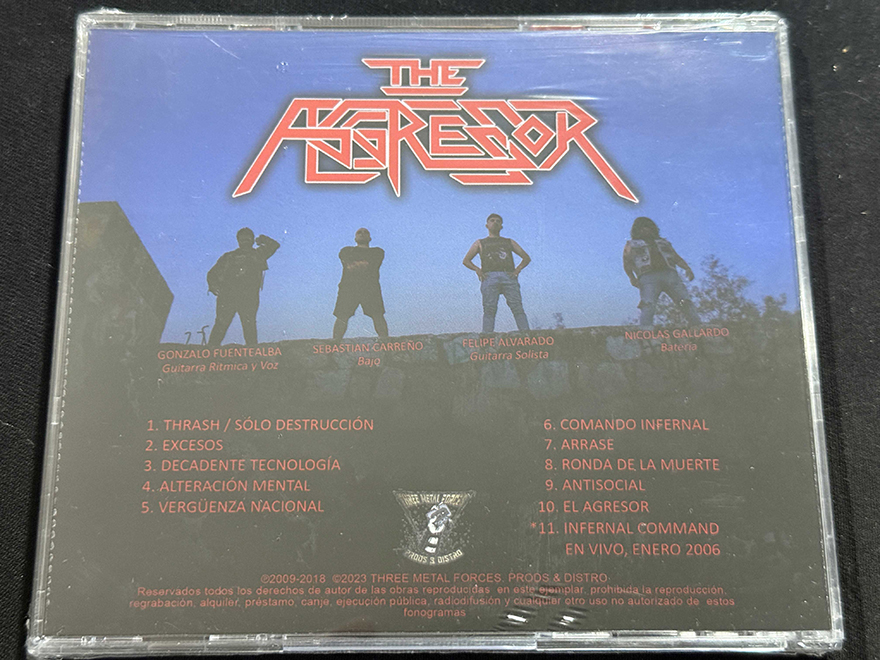 THE
AGGRESSOR
GONZALO FUENTEALBA
Guitarra Rítmica y Voz
SEBASTIAN CARREÑO
Bajo
FELIPE ALVARADO
Guitarra Solista
NICOLAS GALLARDO
Batería
1. THRASH / SÓLO DESTRUCCIÓN
2. EXCESOS
3. DECADENTE TECNOLOGÍA
4. ALTERACIÓN MENTAL
5. VERGÜENZA NACIONAL
6. COMANDO INFERNAL
7. ARRASE
8. RONDA DE LA MUERTE
9. ANTISOCIAL
10. EL AGRESOR
*11. INFERNAL COMMAND
EN VIVO, ENERO 2006
THREE METAL FORCES
PRODS & DISTRO
℗2009-2018 ©2023 THREE METAL FORCES. PRODS & DISTRO
Reservados todos los derechos de autor de las obras reproducidas en este ejemplar. prohibida la reproducción,
regrabación, alquiler, préstamo, canje, ejecución pública, radiodifusión y cualquier otro uso no autorizado de estos
fonogramas